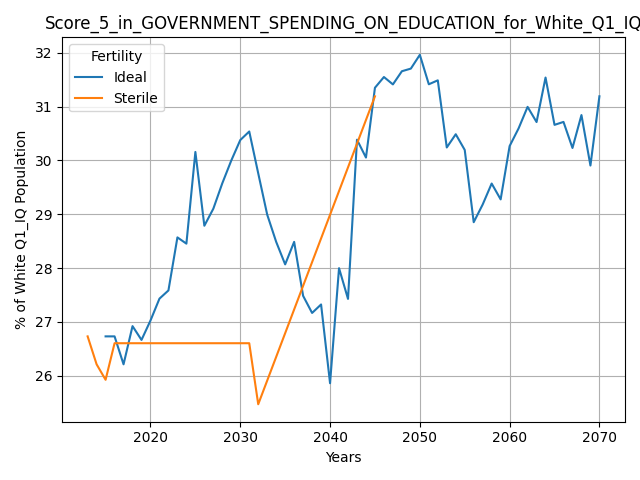 Score_5_in_GOVERNMENT_SPENDING_ON_EDUCATION_for_White_Q1_IQ
Fertility
Ideal
Sterile
% of White Q1_IQ Population
32
31
30
29
28
27
26
2020 2030 2040 2050 2060 2070
Years